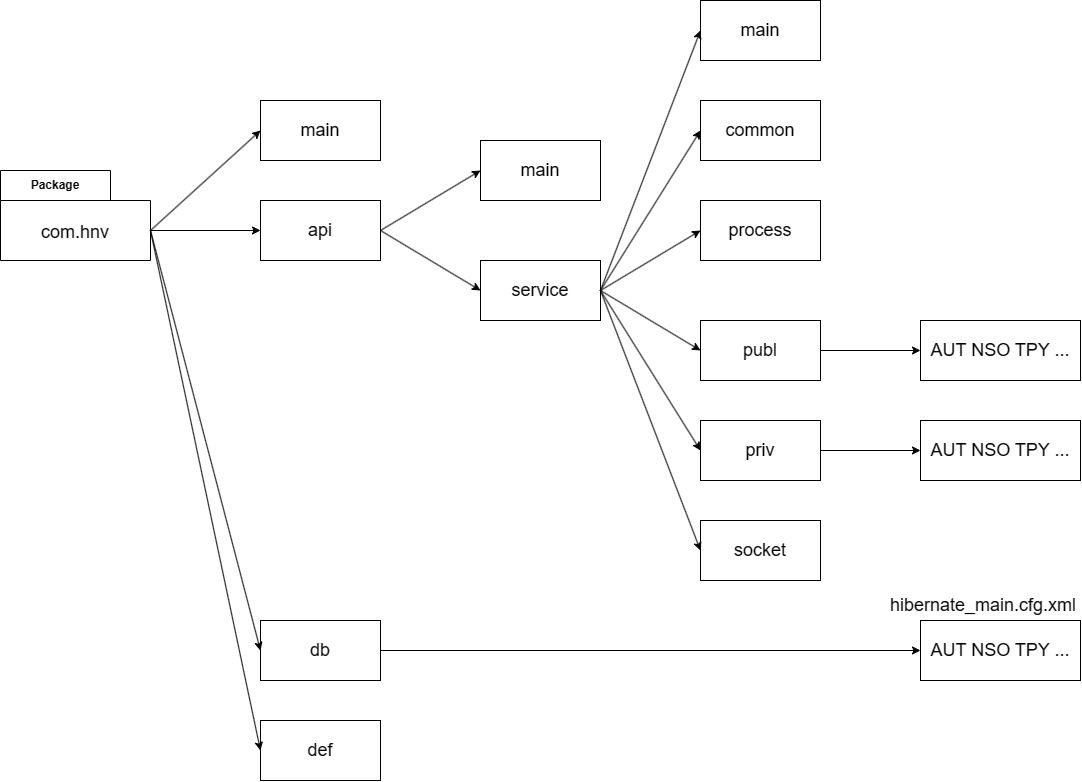 main
main
common
Package
main
com.hnv
api
process
service
publ
AUT NSO TPY ...
priv
AUT NSO TPY ...
socket
hibernate_main.cfg.xml
db
AUT NSO TPY ...
def